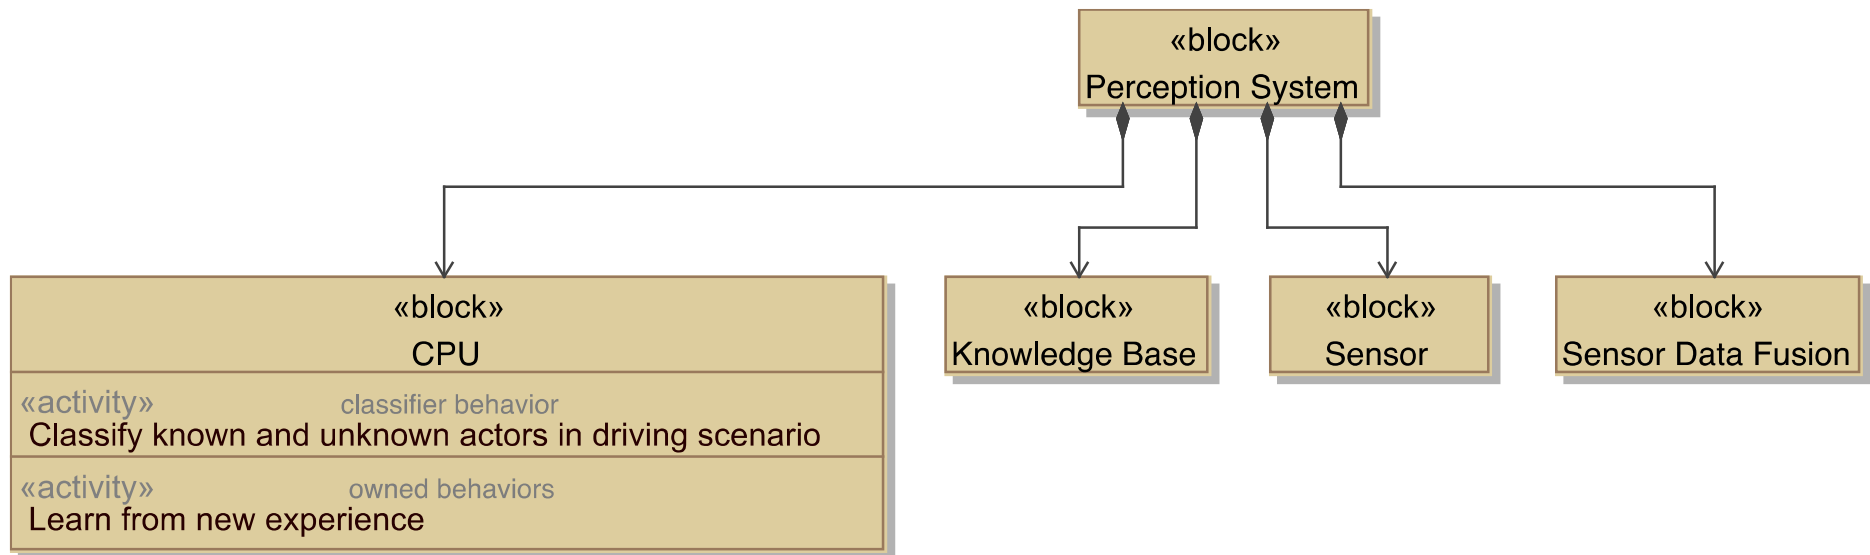 «block»
Perception System
«block»
CPU
«activity» classifier behavior
Classify known and unknown actors in driving scenario
«activity» owned behaviors
Learn from new experience
«block»
Knowledge Base
«block»
Sensor
«block»
Sensor Data Fusion